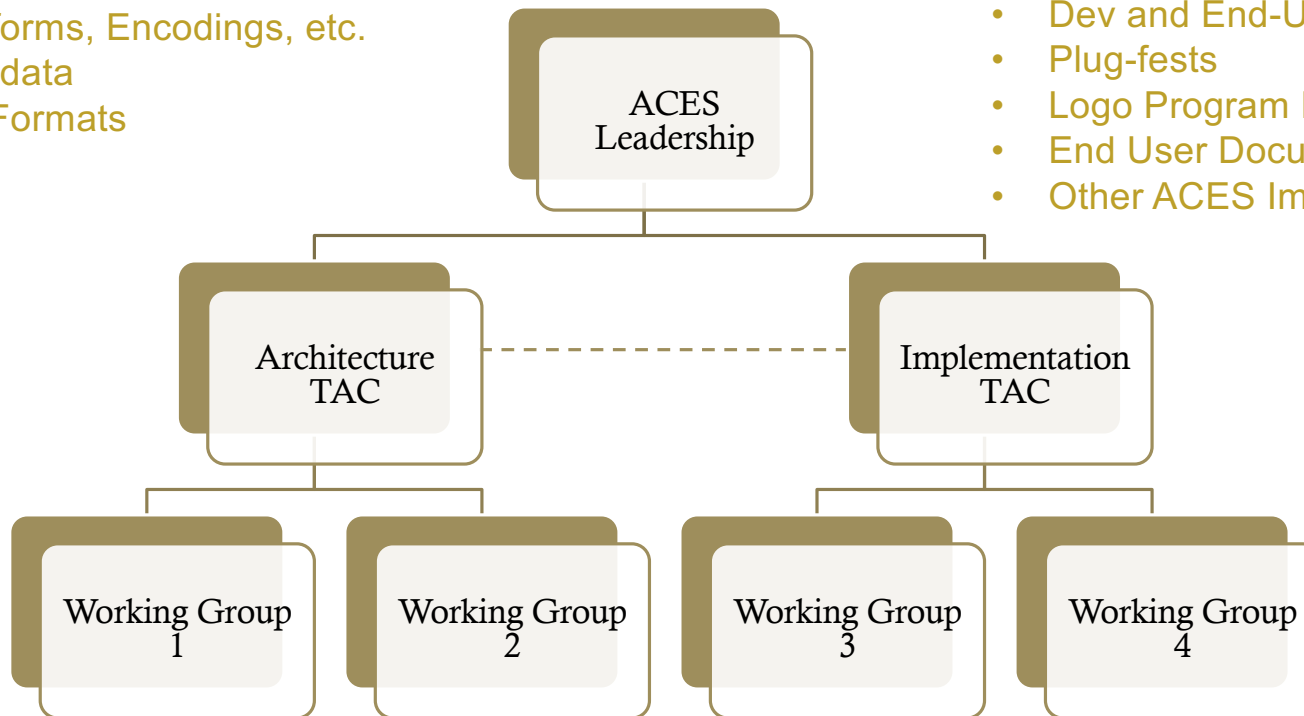 orms, Encodings, etc.
data
Formats
• Dev and End-U
• Plug-fests
• Logo Program
• End User Docu
• Other ACES Im
ACES
Leadership
Architecture
TAC
Implementation
TAC
Working Group
1
Working Group
2
Working Group
3
Working Group
4